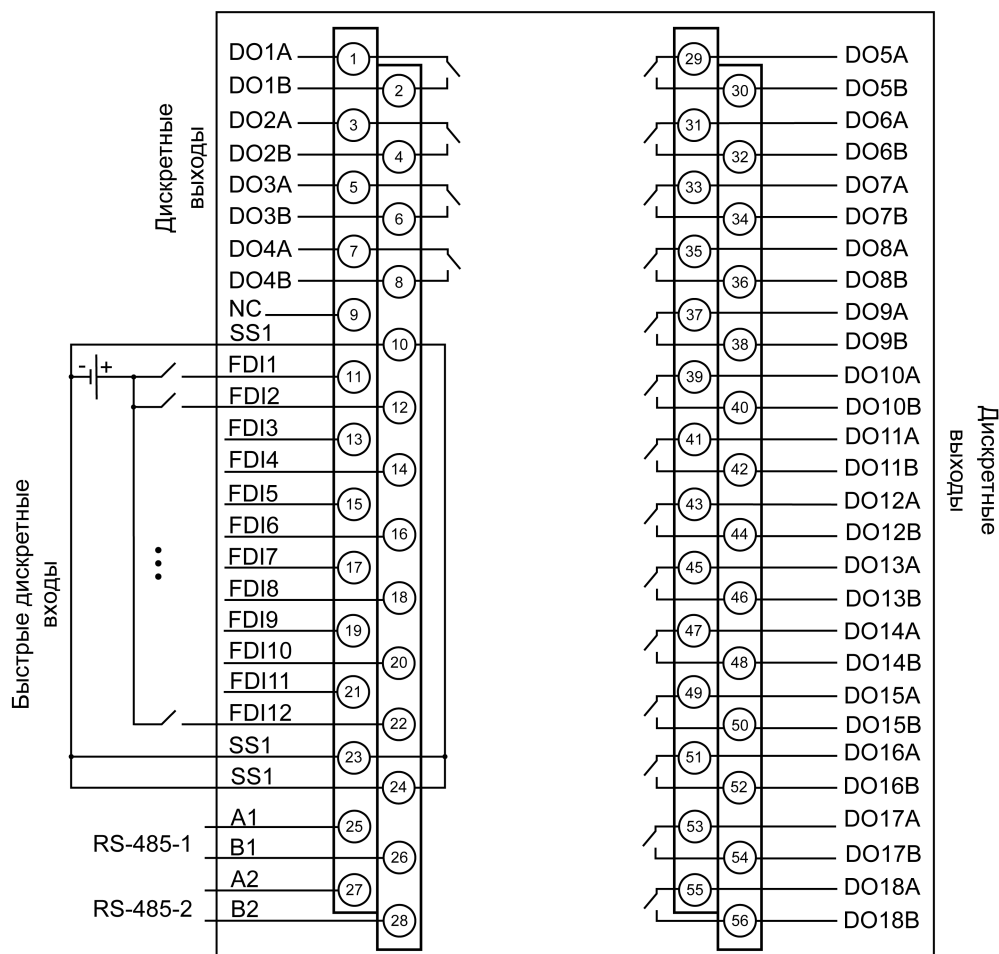 Дискретные
выходы
DO1A 1
DO1B 2
DO2A 3
DO2B 4
DO3A 5
DO3B 6
DO4A 7
DO4B 8
NC 9
SS1 10
- +
FDI1 11
FDI2 12
FDI3 13
FDI4 14
FDI5 15
FDI6 16
FDI7 17
FDI8 18
FDI9 19
FDI10 20
FDI11 21
FDI12 22
SS1 23
SS1 24
Быстрые дискретные
входы
RS-485-1
A1 25
B1 26
RS-485-2
A2 27
B2 28
29 DO5A
30 DO5B
31 DO6A
32 DO6B
33 DO7A
34 DO7B
35 DO8A
36 DO8B
37 DO9A
38 DO9B
39 DO10A
40 DO10B
41 DO11A
42 DO11B
43 DO12A
44 DO12B
45 DO13A
46 DO13B
47 DO14A
48 DO14B
49 DO15A
50 DO15B
51 DO16A
52 DO16B
53 DO17A
54 DO17B
55 DO18A
56 DO18B
Дискретные
выходы